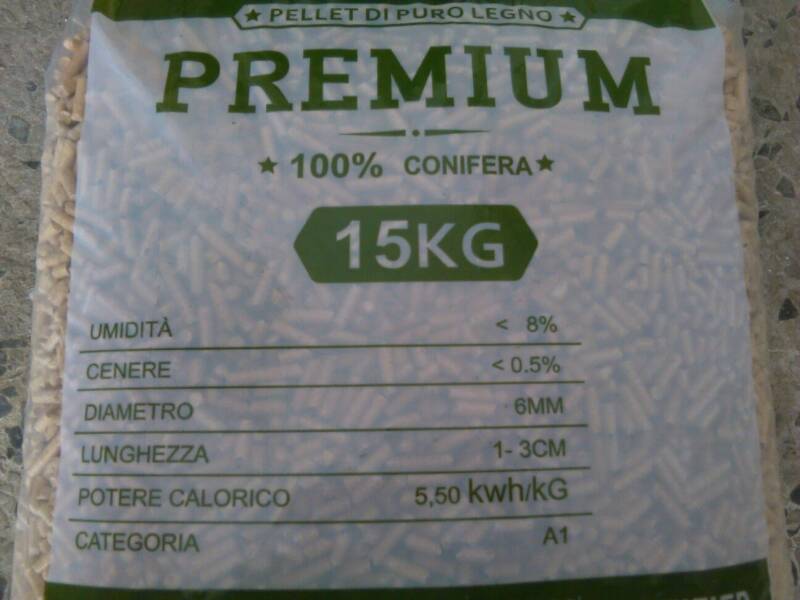 ★ PELLET DI PURO LEGNO ★
PREMIUM
★ 100% CONIFERA ★
15KG
UMIDITÀ < 8%
CENERE < 0.5%
DIAMETRO 6MM
LUNGHEZZA 1- 3CM
POTERE CALORICO 5,50 kwh/kG
CATEGORIA A1